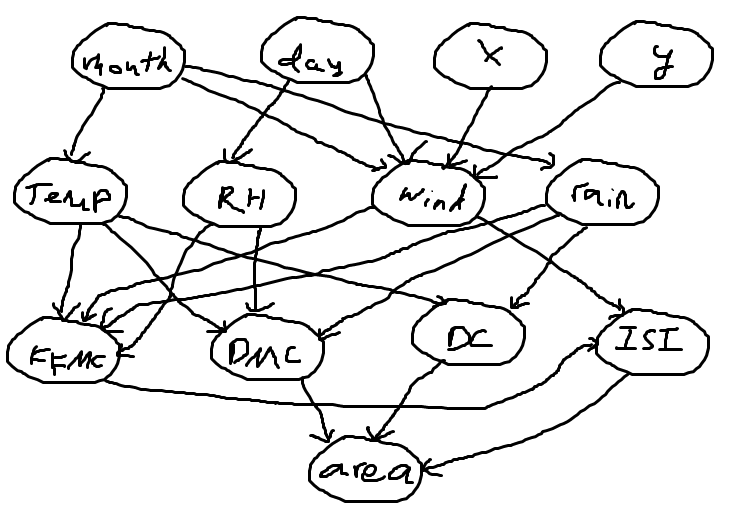 month day X y
Temp RH wind rain
FFMC DMC DC ISI
area